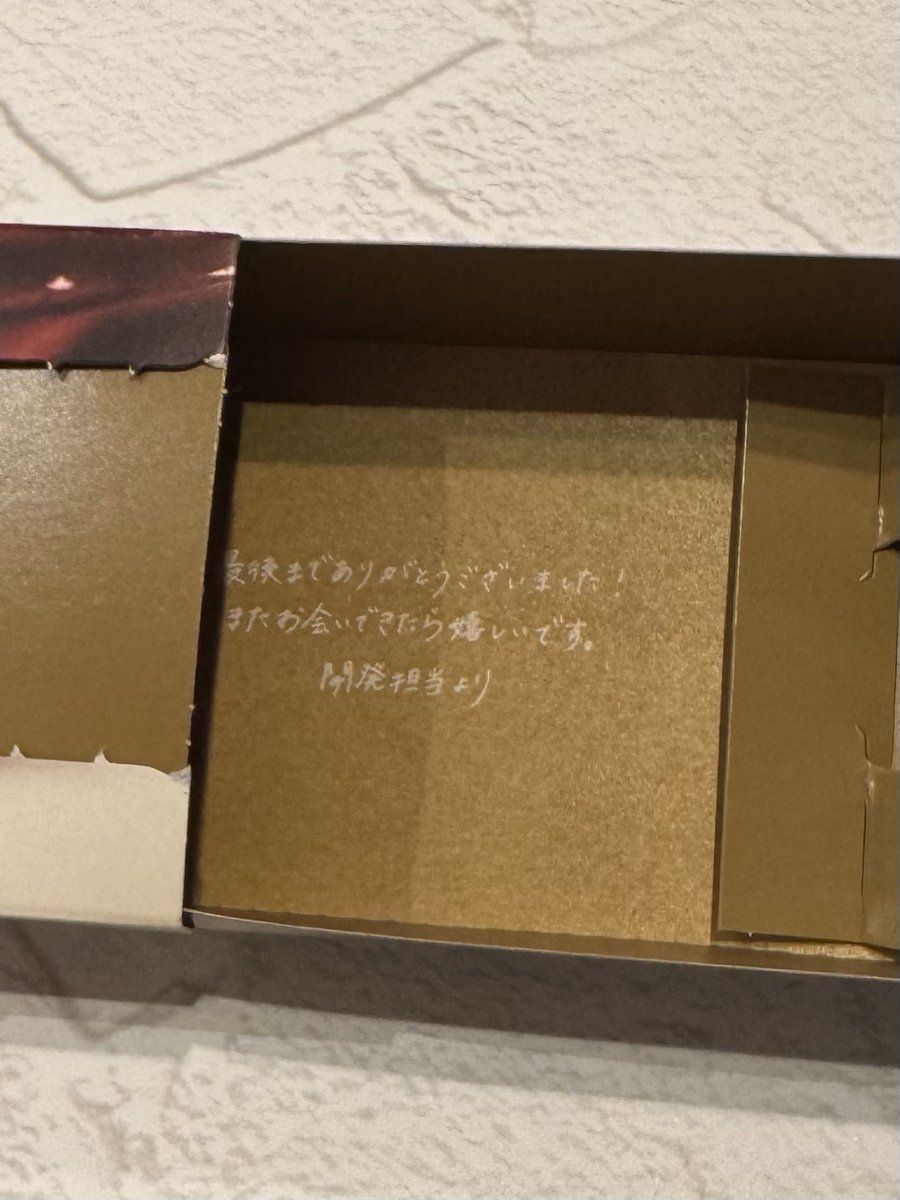 最後までありがとうございました!
またお会いできたら嬉しいです。
開発担当より